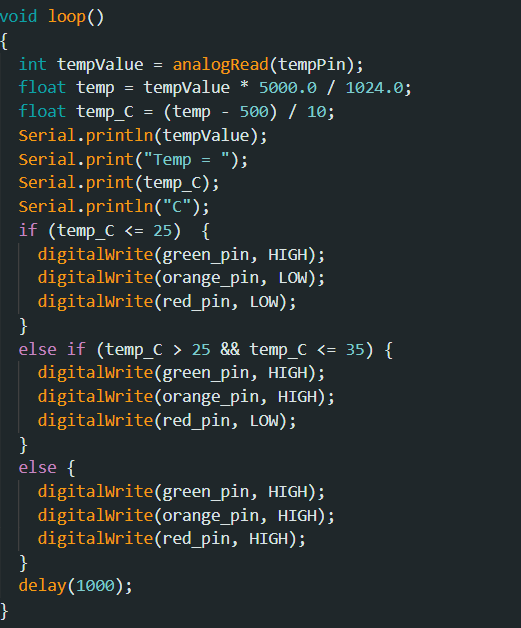 void loop()
{
  int tempValue = analogRead(tempPin);
  float temp = tempValue * 5000.0 / 1024.0;
  float temp_C = (temp - 500) / 10;
  Serial.println(tempValue);
  Serial.print("Temp = ");
  Serial.print(temp_C);
  Serial.println("C");
  if (temp_C <= 25)  {
    digitalWrite(green_pin, HIGH);
    digitalWrite(orange_pin, LOW);
    digitalWrite(red_pin, LOW);
  }
  else if (temp_C > 25 && temp_C <= 35) {
    digitalWrite(green_pin, HIGH);
    digitalWrite(orange_pin, HIGH);
    digitalWrite(red_pin, LOW);
  }
  else {
    digitalWrite(green_pin, HIGH);
    digitalWrite(orange_pin, HIGH);
    digitalWrite(red_pin, HIGH);
  }
  delay(1000);
}